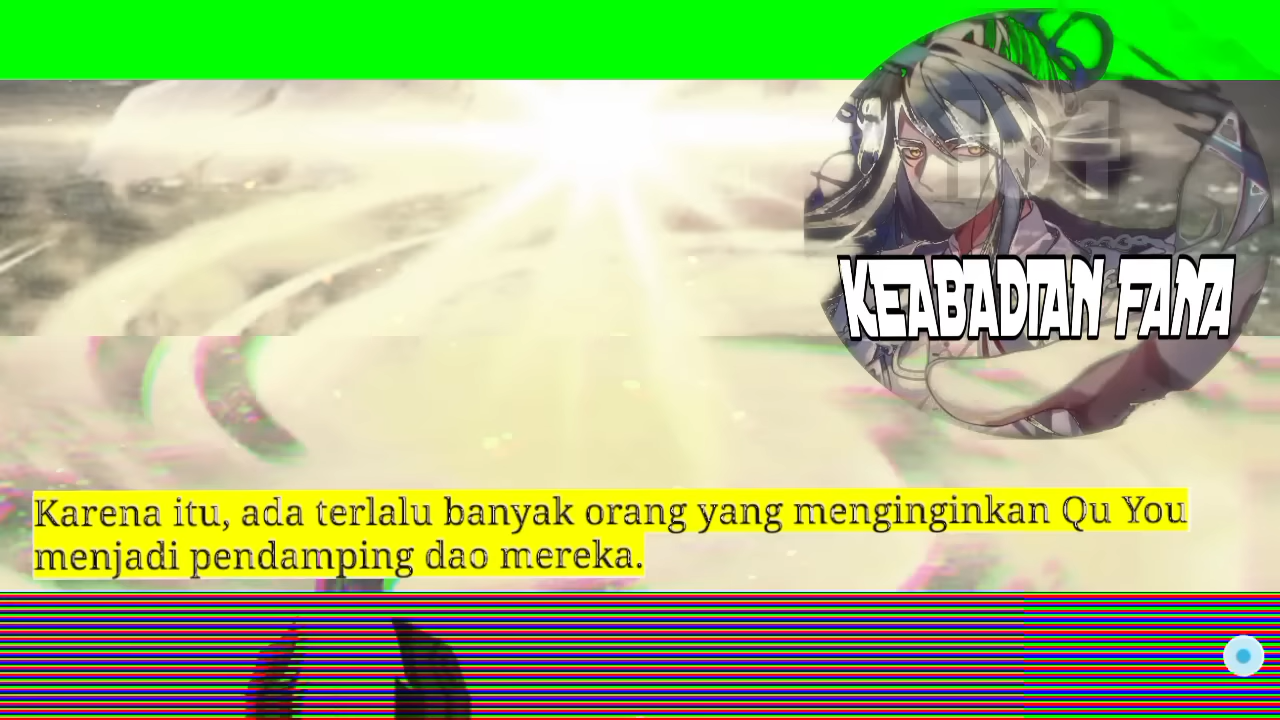 KEABADIAN FANA
Karena itu, ada terlalu banyak orang yang menginginkan Qu You
menjadi pendamping dao mereka.